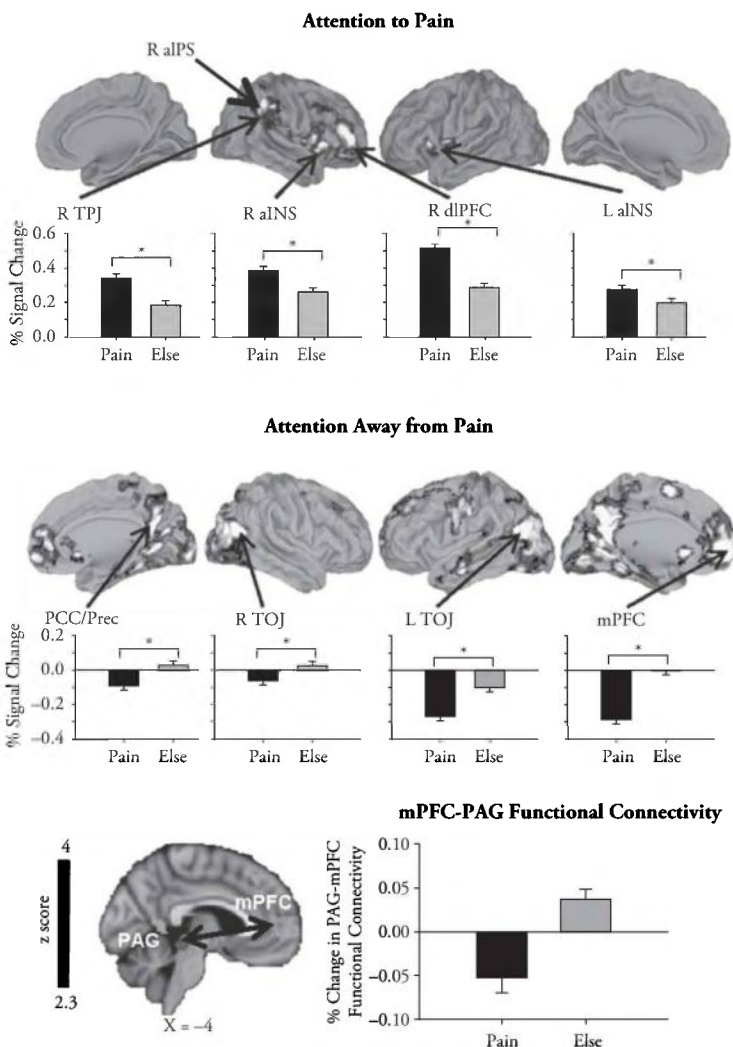 Attention to Pain
R aIPS
R TPJ
R aINS
R dlPFC
L aINS
% Signal Change
0.6
0.4
0.2
0.0
*
*
*
*
Pain Else
Pain Else
Pain Else
Pain Else
Attention Away from Pain
PCC/Prec
R TOJ
L TOJ
mPFC
% Signal Change
0.2
0.0
−0.2
−0.4
*
*
*
*
Pain Else
Pain Else
Pain Else
Pain Else
z score
4
2.3
mPFC
PAG
X = −4
mPFC-PAG Functional Connectivity
% Change in PAG-mPFC
Functional Connectivity
0.10
0.05
0.00
−0.05
−0.10
Pain Else